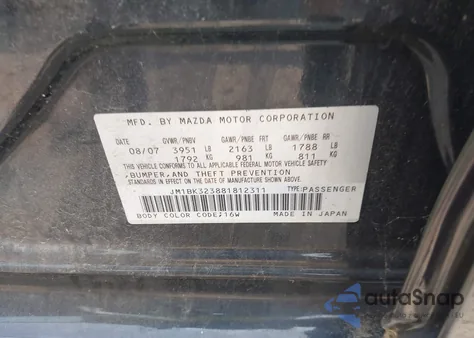 MFD. BY MAZDA MOTOR CORPORATION
DATE GVWR/PNBV GAWR/PNBE FRT GAWR/PNBE RR
08/07 3951 LB 2163 LB 1788 LB
1792 KG 981 KG 811 KG
THIS VEHICLE CONFORMS TO ALL APPLICABLE FEDERAL MOTOR VEHICLE SAFETY
,BUMPER,AND THEFT PREVENTION
STANDARDS IN EFFECT ON THE DATE OF MANUFACTURE SHOWN ABOVE.
JM1BK323881812311 TYPE:PASSENGER
BODY COLOR CODE;16W MADE IN JAPAN
autoSnap